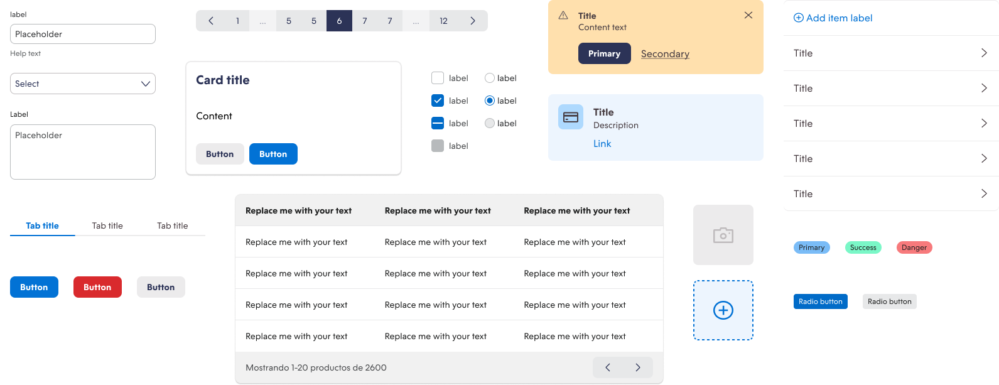 label
Placeholder
Help text
Select
Label
Placeholder
1 ... 5 5 6 7 7 ... 12
Card title
Content
Button Button
label label
label label
label label
label
Title
Content text
Primary Secondary
Title
Description
Link
Add item label
Title
Title
Title
Title
Title
Tab title Tab title Tab title
Button Button Button
Replace me with your text Replace me with your text Replace me with your text
Replace me with your text Replace me with your text Replace me with your text
Replace me with your text Replace me with your text Replace me with your text
Replace me with your text Replace me with your text Replace me with your text
Replace me with your text Replace me with your text Replace me with your text
Mostrando 1-20 productos de 2600
Primary Success Danger
Radio button Radio button